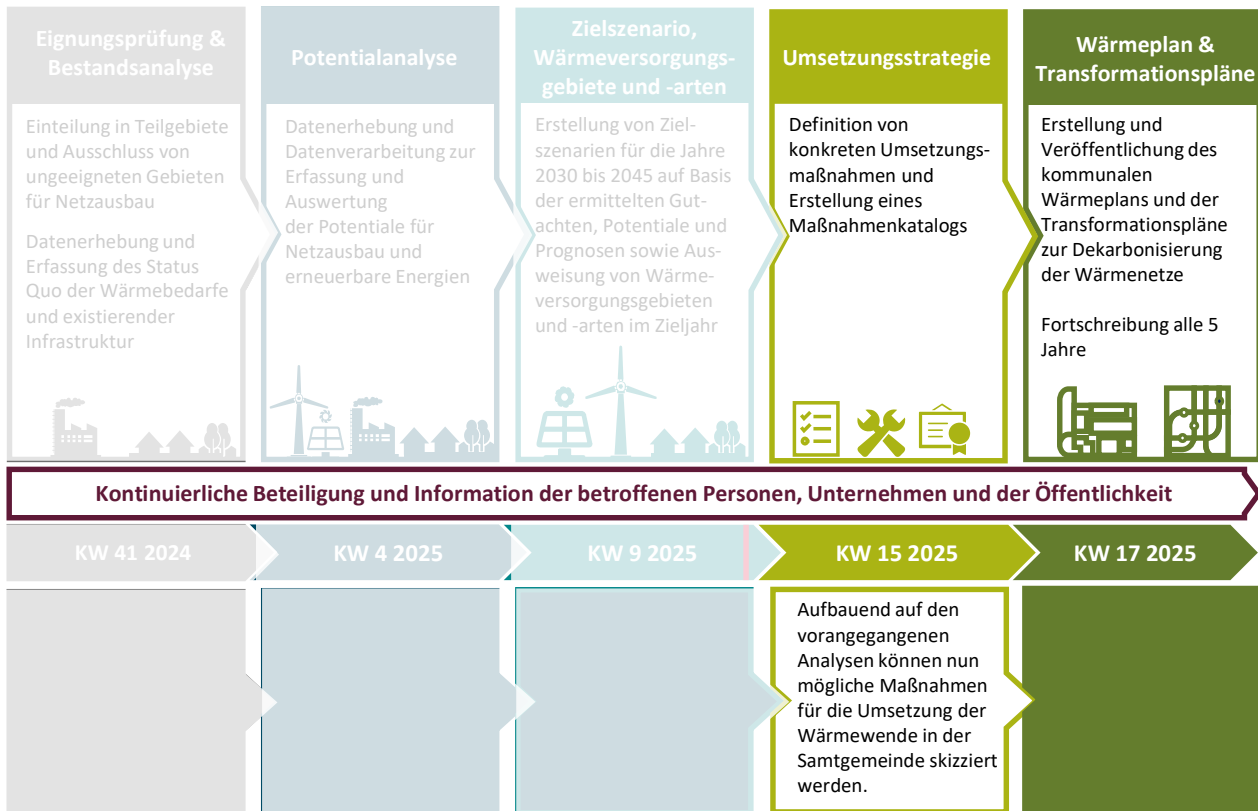 Eignungsprüfung &
Bestandsanalyse
Einteilung in Teilgebiete
und Ausschluss von
ungeeigneten Gebieten
für Netzausbau
Datenerhebung und
Erfassung des Status
Quo der Wärmebedarfe
und existierender
Infrastruktur
Potentialanalyse
Datenerhebung und
Datenverarbeitung zur
Erfassung und
Auswertung
der Potentiale für
Netzausbau und
erneuerbare Energien
Zielszenario,
Wärmeversorgungs-
gebiete und -arten
Erstellung von Ziel-
szenarien für die Jahre
2030 bis 2045 auf Basis
der ermittelten Gut-
achten, Potentiale und
Prognosen sowie Aus-
weisung von Wärme-
versorgungsgebieten
und -arten im Zieljahr
Umsetzungsstrategie
Definition von
konkreten Umsetzungs-
maßnahmen und
Erstellung eines
Maßnahmenkatalogs
Wärmeplan &
Transformationspläne
Erstellung und
Veröffentlichung des
kommunalen
Wärmeplans und der
Transformationspläne
zur Dekarbonisierung
der Wärmenetze
Fortschreibung alle 5
Jahre
Kontinuierliche Beteiligung und Information der betroffenen Personen, Unternehmen und der Öffentlichkeit
KW 41 2024
KW 4 2025
KW 9 2025
KW 15 2025
KW 17 2025
Aufbauend auf den
vorangegangenen
Analysen können nun
mögliche Maßnahmen
für die Umsetzung der
Wärmewende in der
Samtgemeinde skizziert
werden.